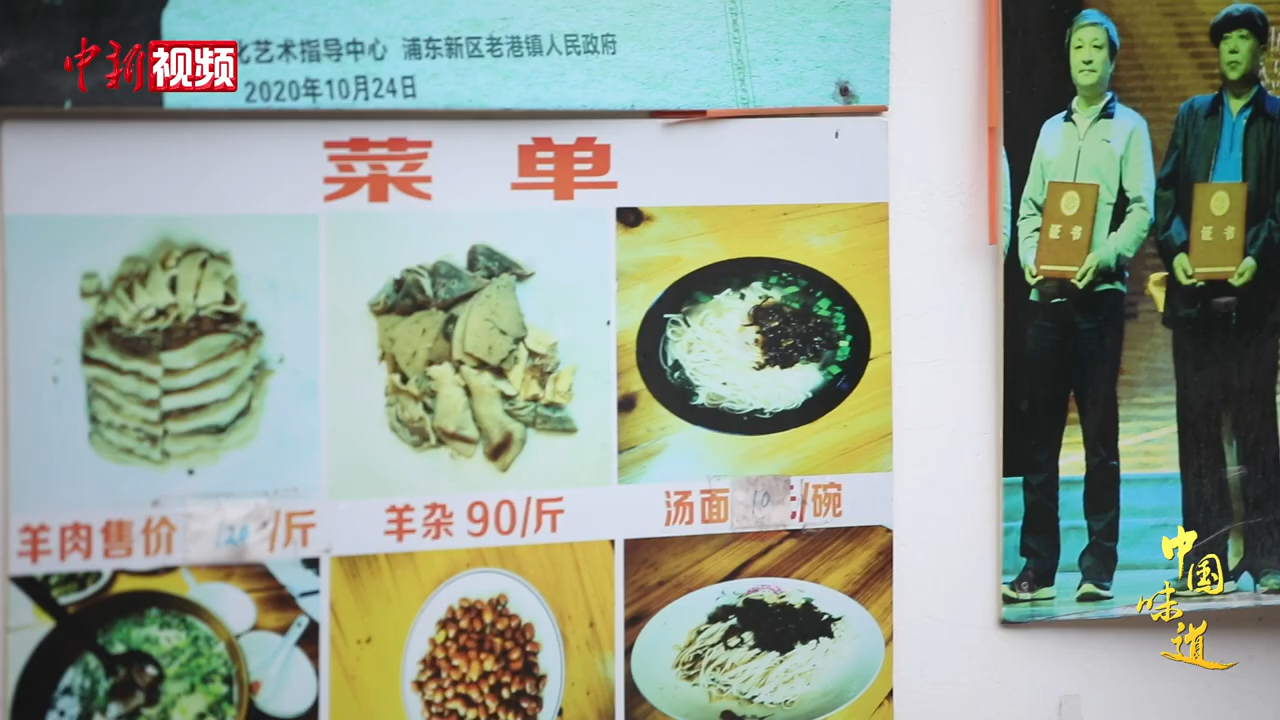 中新视频
化艺术指导中心 浦东新区老港镇人民政府
2020年10月24日
菜单
证书
证书
羊肉售价 120/斤
羊杂 90/斤
汤面 10 /碗
中国味道